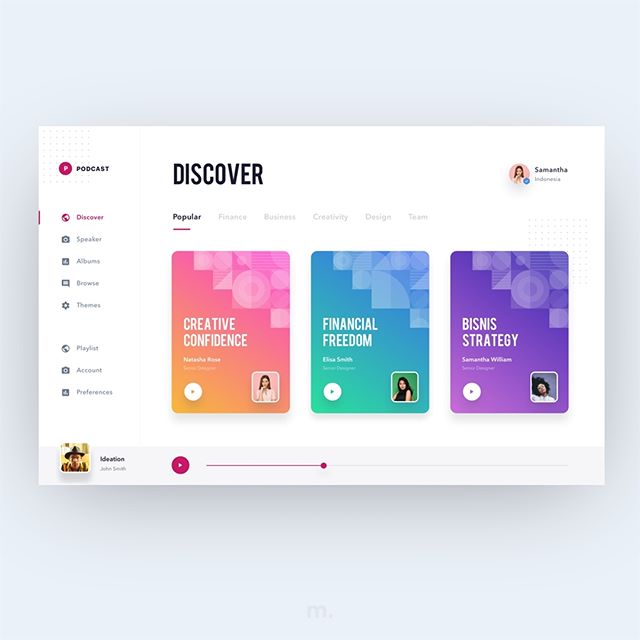 P PODCAST
Discover
Speaker
Albums
Browse
Themes
Playlist
Account
Preferences
DISCOVER
Samantha
Indonesia
Popular Finance Business Creativity Design Team
CREATIVE
CONFIDENCE
Natasha Rose
Senior Designer
FINANCIAL
FREEDOM
Elisa Smith
Senior Designer
BISNIS
STRATEGY
Samantha William
Senior Designer
Ideation
John Smith
m.